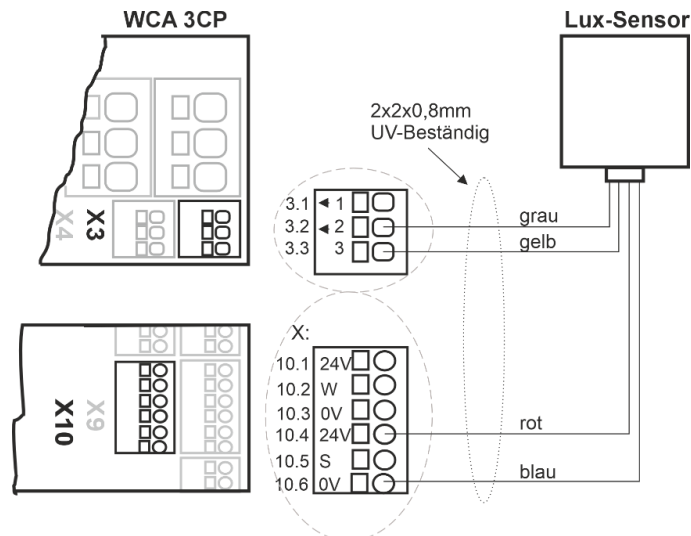 WCA 3CP
Lux-Sensor
2x2x0,8mm
UV-Beständig
X4
X3
3.1 1
3.2 2
3.3 3
grau
gelb
X10
X9
X:
10.1 24V
10.2 W
10.3 0V
10.4 24V
10.5 S
10.6 0V
rot
blau